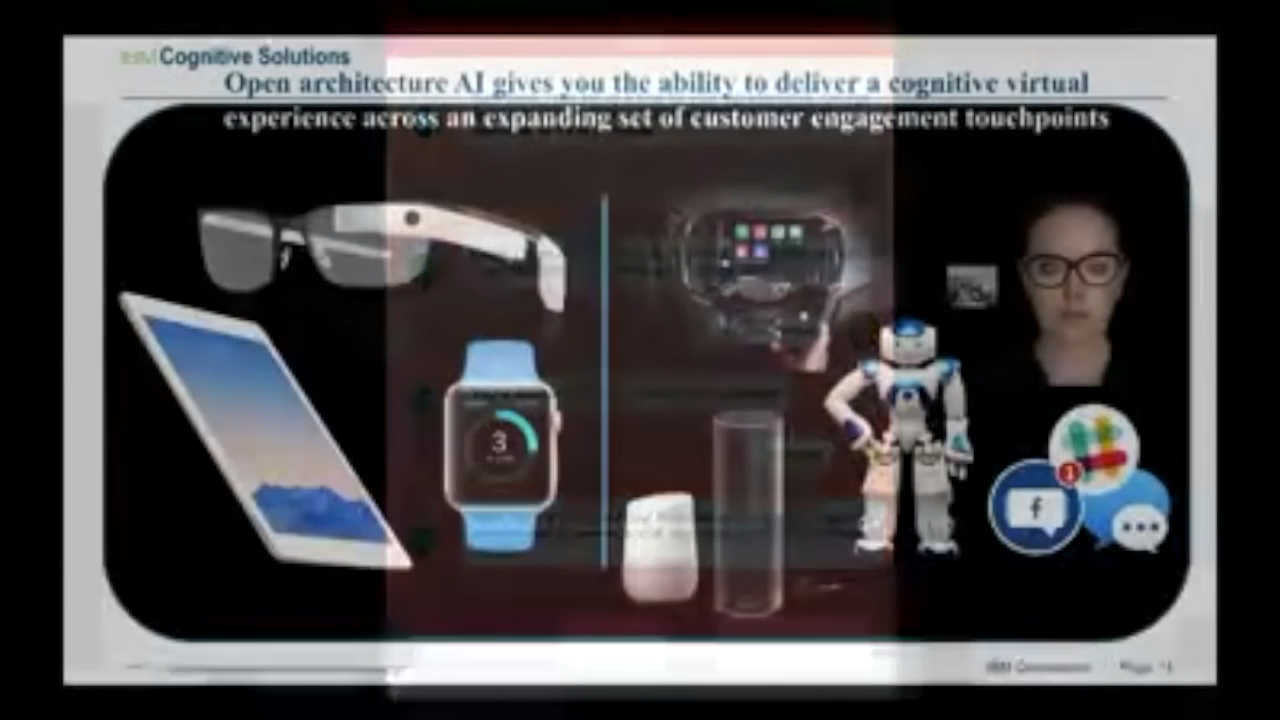 Cognitive Solutions
Open architecture AI gives you the ability to deliver a cognitive virtual
experience across an expanding set of customer engagement touchpoints
3
1
f